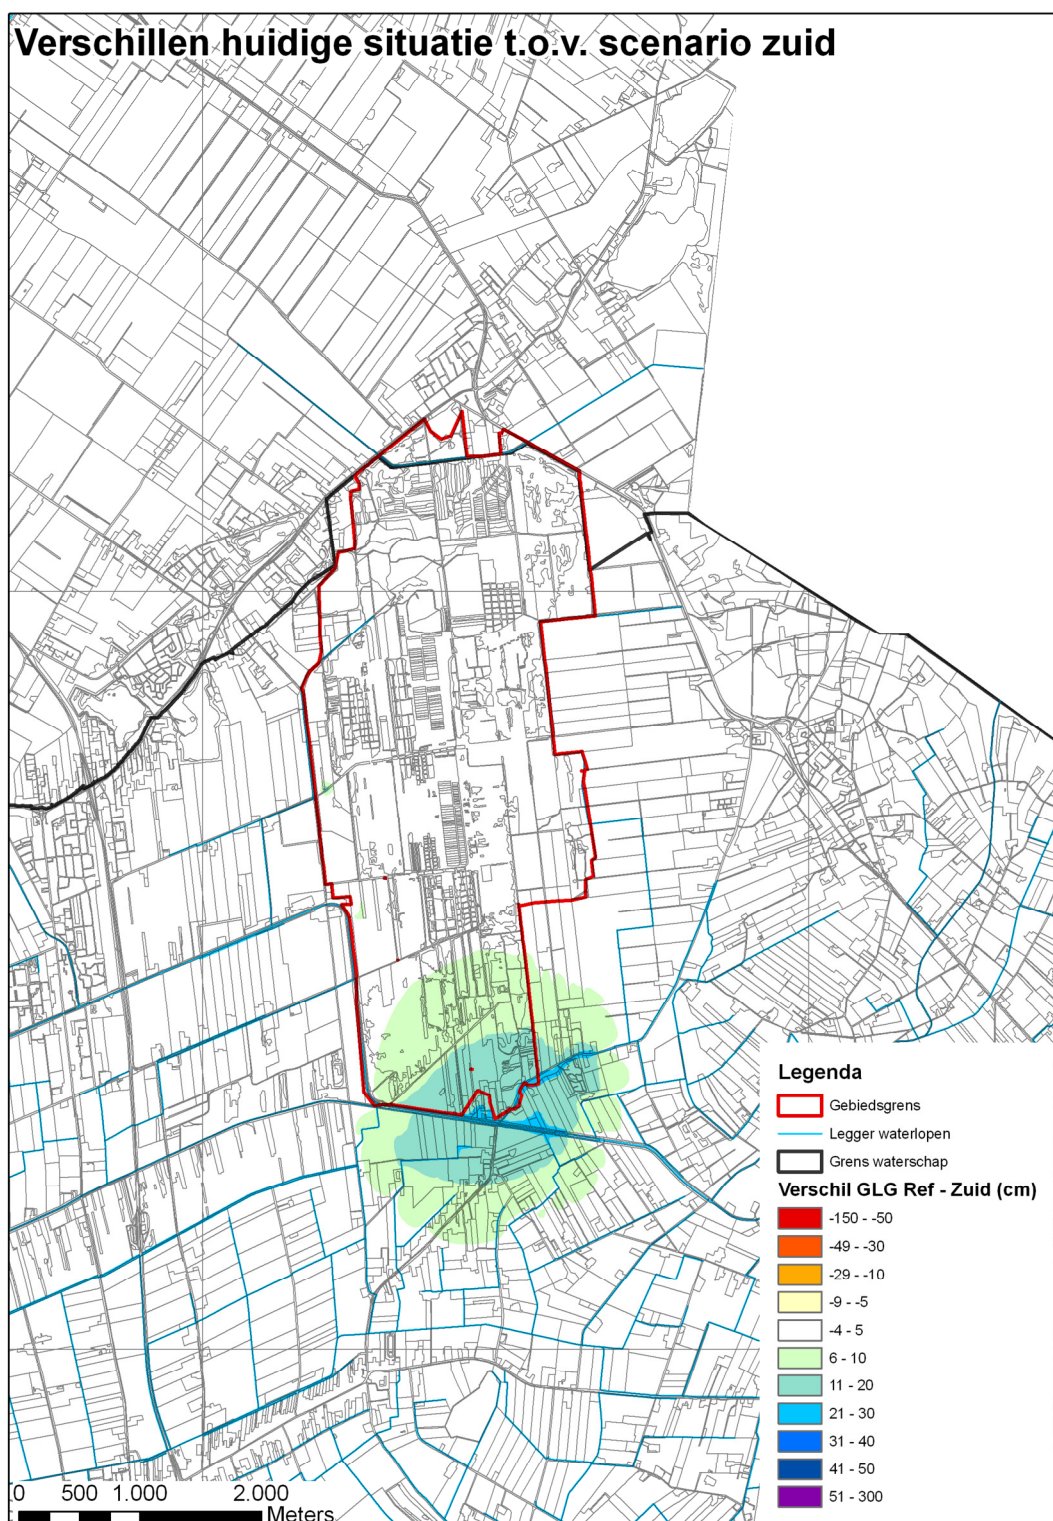 Verschillen huidige situatie t.o.v. scenario zuid
Legenda
Gebiedsgrens
Legger waterlopen
Grens waterschap
Verschil GLG Ref - Zuid (cm)
-150 - -50
-49 - -30
-29 - -10
-9 - -5
-4 - 5
6 - 10
11 - 20
21 - 30
31 - 40
41 - 50
51 - 300
0 500 1.000 2.000
Meters